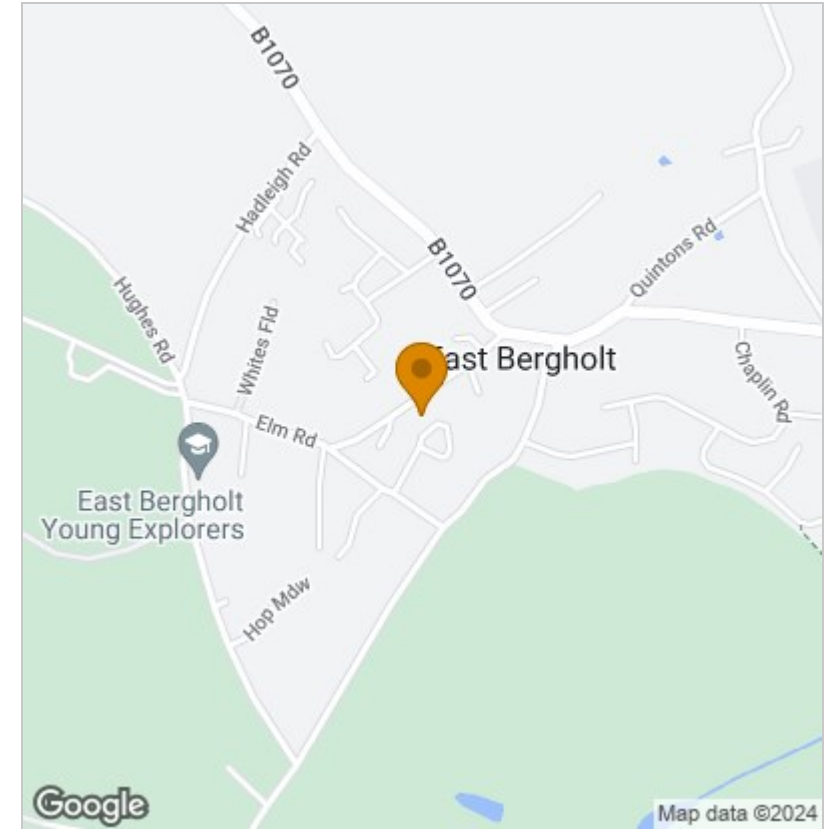 B1070
Hadleigh Rd
B1070
Quintons Rd
Hughes Rd
Whites Fld
East Bergholt
Chaplin Rd
Elm Rd
East Bergholt
Young Explorers
Hop Mdw
Google
Map data ©2024